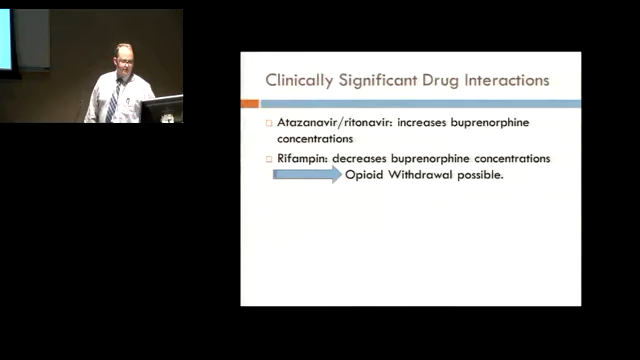 Clinically Significant Drug Interactions
Atazanavir/ritonavir: increases buprenorphine
concentrations
Rifampin: decreases buprenorphine concentrations
Opioid Withdrawal possible.